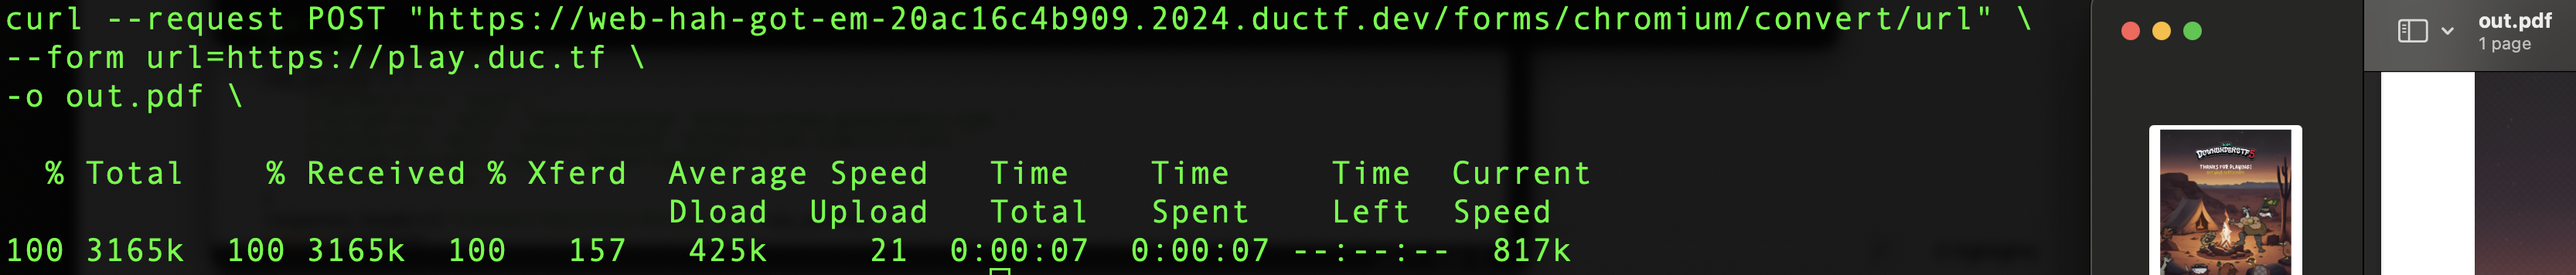 curl --request POST "https://web-hah-got-em-20ac16c4b909.2024.ductf.dev/forms/chromium/convert/url" \
--form url=https://play.duc.tf \
-o out.pdf \
% Total % Received % Xferd Average Speed Time Time Time Current
Dload Upload Total Spent Left Speed
100 3165k 100 3165k 100 157 425k 21 0:00:07 0:00:07 --:--:-- 817k
out.pdf
1 page
DOWNUNDERCTF 5
THANKS FOR PLAYING!